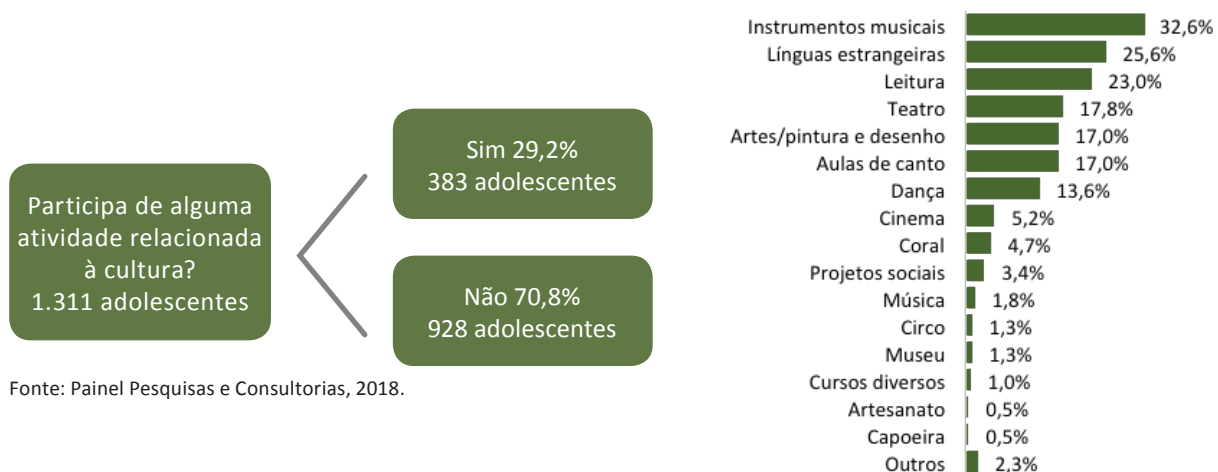 Participa de alguma
atividade relacionada
à cultura?
1.311 adolescentes
Sim 29,2%
383 adolescentes
Não 70,8%
928 adolescentes
Fonte: Painel Pesquisas e Consultorias, 2018.
Instrumentos musicais 32,6%
Línguas estrangeiras 25,6%
Leitura 23,0%
Teatro 17,8%
Artes/pintura e desenho 17,0%
Aulas de canto 17,0%
Dança 13,6%
Cinema 5,2%
Coral 4,7%
Projetos sociais 3,4%
Música 1,8%
Circo 1,3%
Museu 1,3%
Cursos diversos 1,0%
Artesanato 0,5%
Capoeira 0,5%
Outros 2,3%